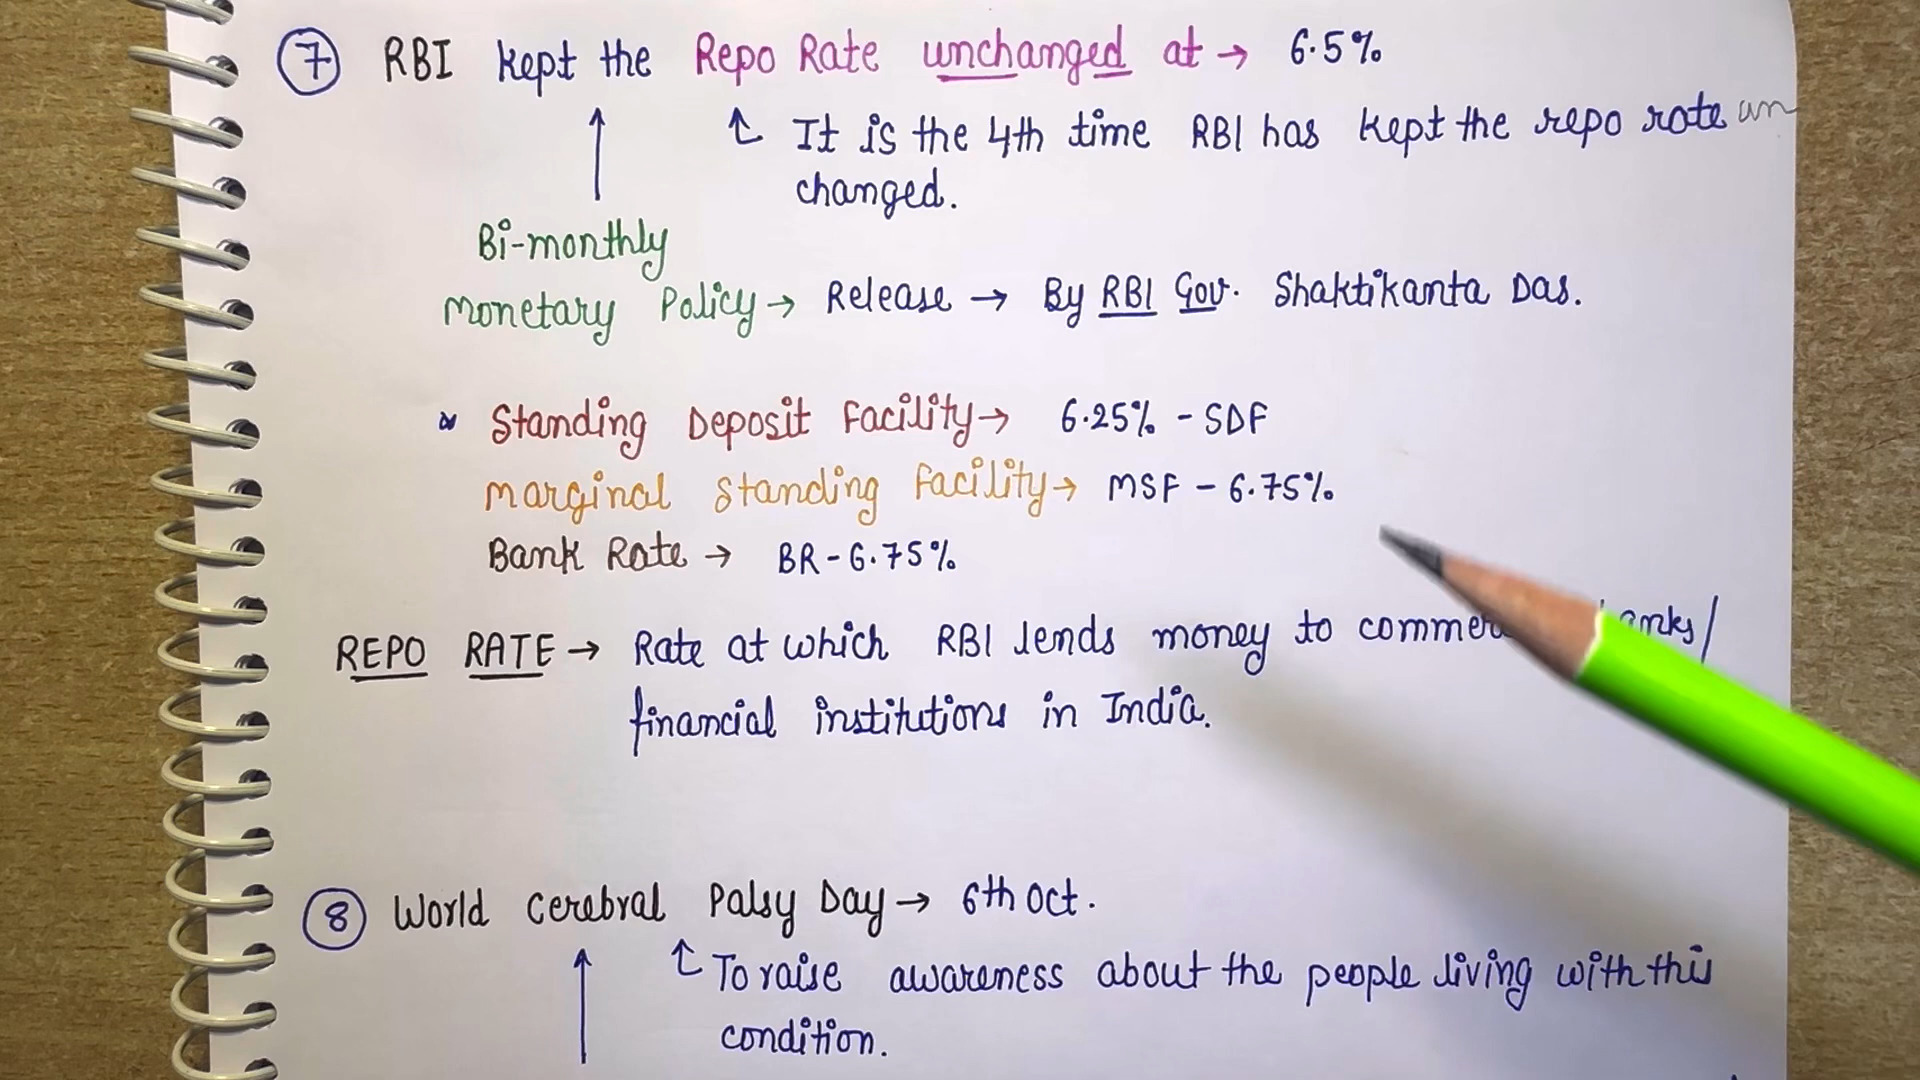 7 RBI kept the Repo Rate unchanged at → 6.5%
It is the 4th time RBI has kept the repo rate un
changed.
Bi-monthly
Monetary Policy → Release → By RBI Gov. Shaktikanta Das.
Standing Deposit Facility → 6.25% - SDF
Marginal Standing Facility → MSF - 6.75%
Bank Rate → BR - 6.75%
REPO RATE → Rate at which RBI lends money to /
financial institutions in India.
8 World Cerebral Palsy Day → 6th Oct.
To raise awareness about the people living with this
condition.